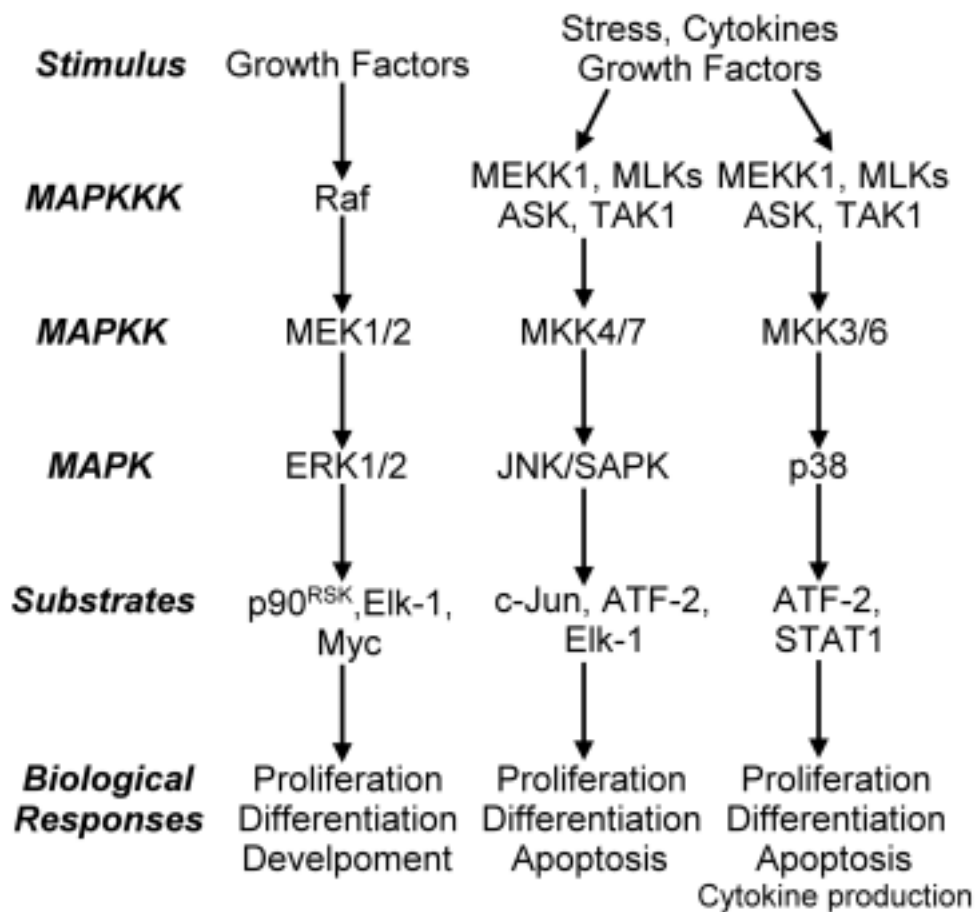 Stimulus
Growth Factors
Stress, Cytokines
Growth Factors
MAPKKK
Raf
MEKK1, MLKs
ASK, TAK1
MEKK1, MLKs
ASK, TAK1
MAPKK
MEK1/2
MKK4/7
MKK3/6
MAPK
ERK1/2
JNK/SAPK
p38
Substrates
p90RSK,Elk-1,
Myc
c-Jun, ATF-2,
Elk-1
ATF-2,
STAT1
Biological
Responses
Proliferation
Differentiation
Develpoment
Proliferation
Differentiation
Apoptosis
Proliferation
Differentiation
Apoptosis
Cytokine production